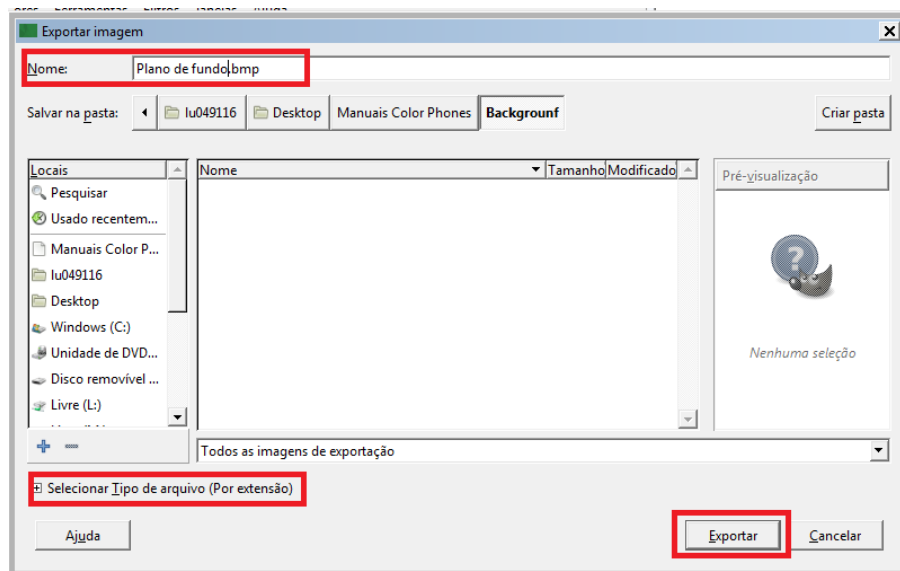 Exportar imagem
Nome: Plano de fundo.bmp
Salvar na pasta: lu049116 Desktop Manuais Color Phones Backgrounf Criar pasta
Locais Nome Tamanho Modificado Pré-visualização
Pesquisar
Usado recentem...
Manuais Color P...
lu049116
Desktop
Windows (C:)
Unidade de DVD... Nenhuma seleção
Disco removível ...
Livre (L:)
Todos as imagens de exportação
Selecionar Tipo de arquivo (Por extensão)
Ajuda Exportar Cancelar